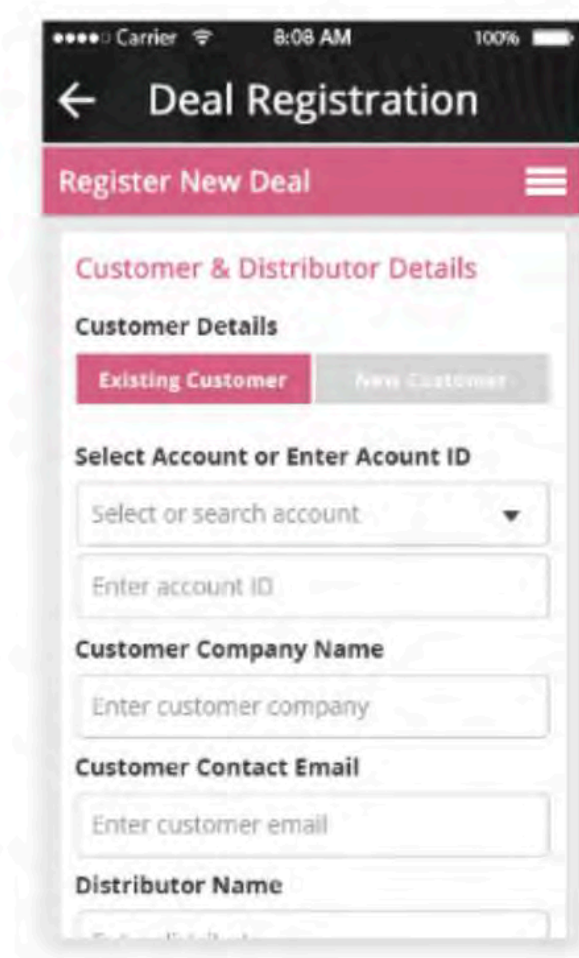 Carrier 8:08 AM 100%
Deal Registration
Register New Deal
Customer & Distributor Details
Customer Details
Existing Customer New Customer
Select Account or Enter Acount ID
Select or search account
Enter account ID
Customer Company Name
Enter customer company
Customer Contact Email
Enter customer email
Distributor Name